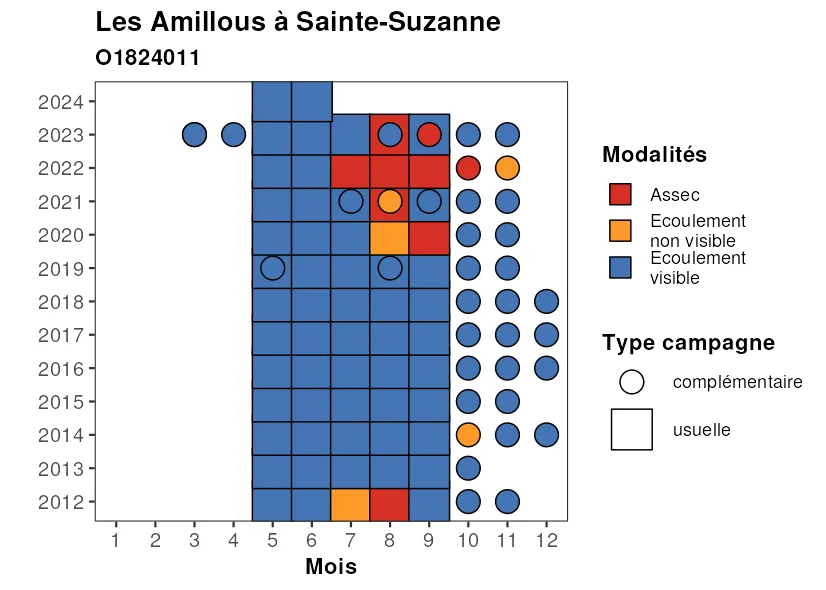 Les Amillous à Sainte-Suzanne
O1824011
2024
2023
2022
2021
2020
2019
2018
2017
2016
2015
2014
2013
2012
1 2 3 4 5 6 7 8 9 10 11 12
Mois
Modalités
Assec
Ecoulement
non visible
Ecoulement
visible
Type campagne
complémentaire
usuelle